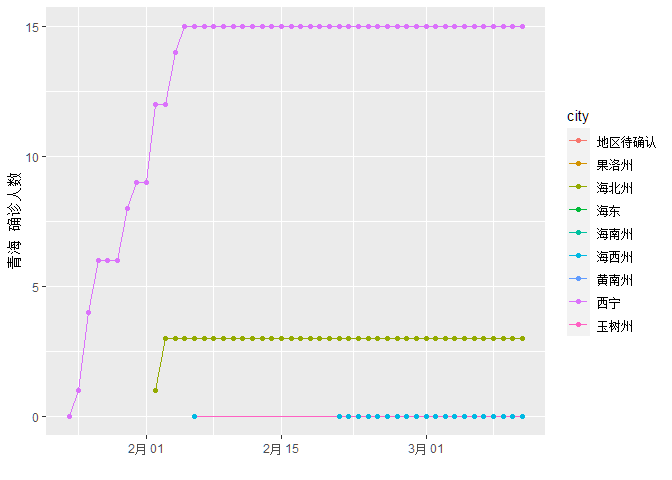 15
10
5
0
青海 确诊人数
2月 01
2月 15
3月 01
city
地区待确认
果洛州
海北州
海东
海南州
海西州
黄南州
西宁
玉树州